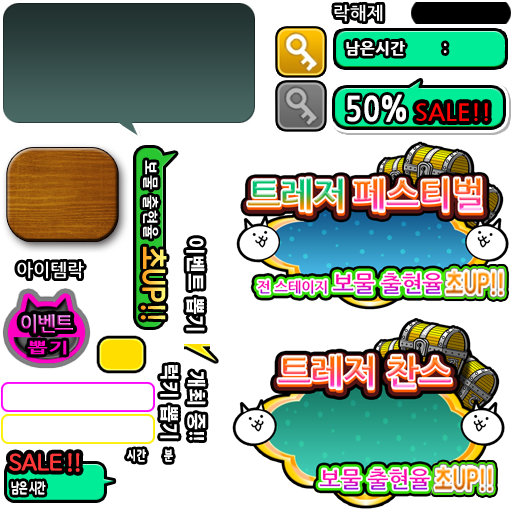 락해제
남은시간 :
50% SALE!!
보물 출현율 초UP!!
트레저 페스티벌
전 스테이지 보물 출현율 초UP!!
이벤트 뽑기
개최 중!!
럭키 뽑기
아이템락
이벤트
뽑기
트레저 찬스
보물 출현율 초UP!!
시간
분
SALE!!
남은시간